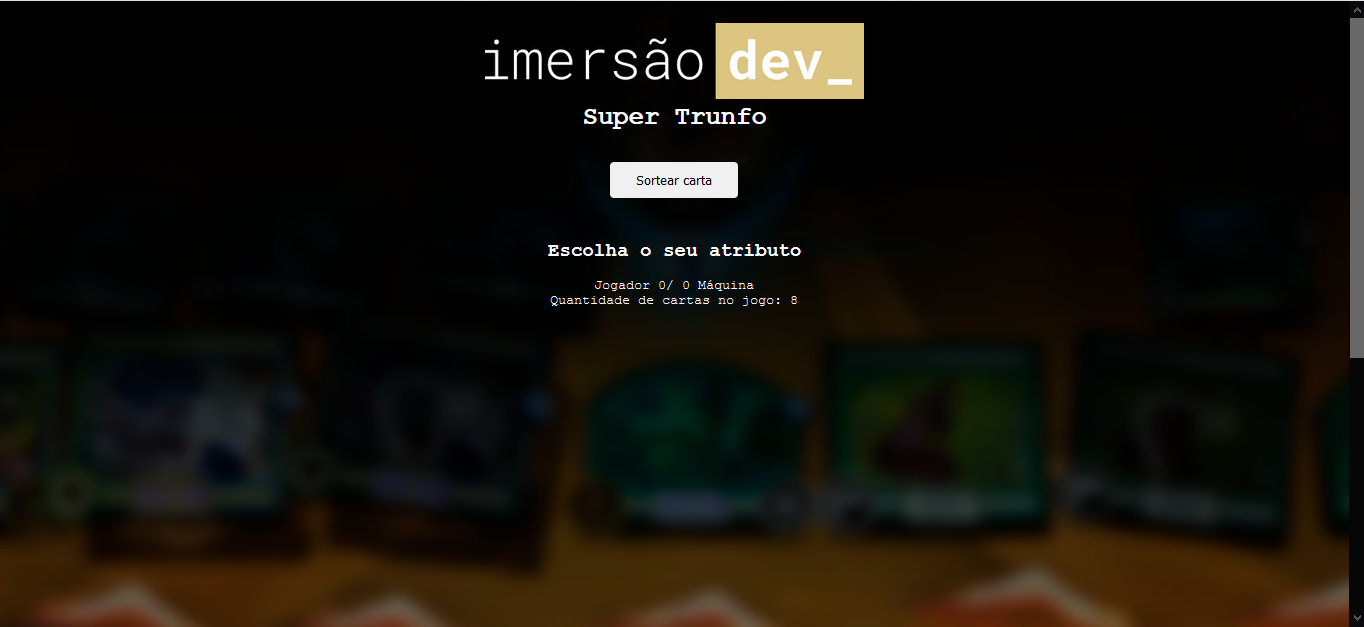 imersão dev_
Super Trunfo
Sortear carta
Escolha o seu atributo
Jogador 0/ 0 Máquina
Quantidade de cartas no jogo: 8